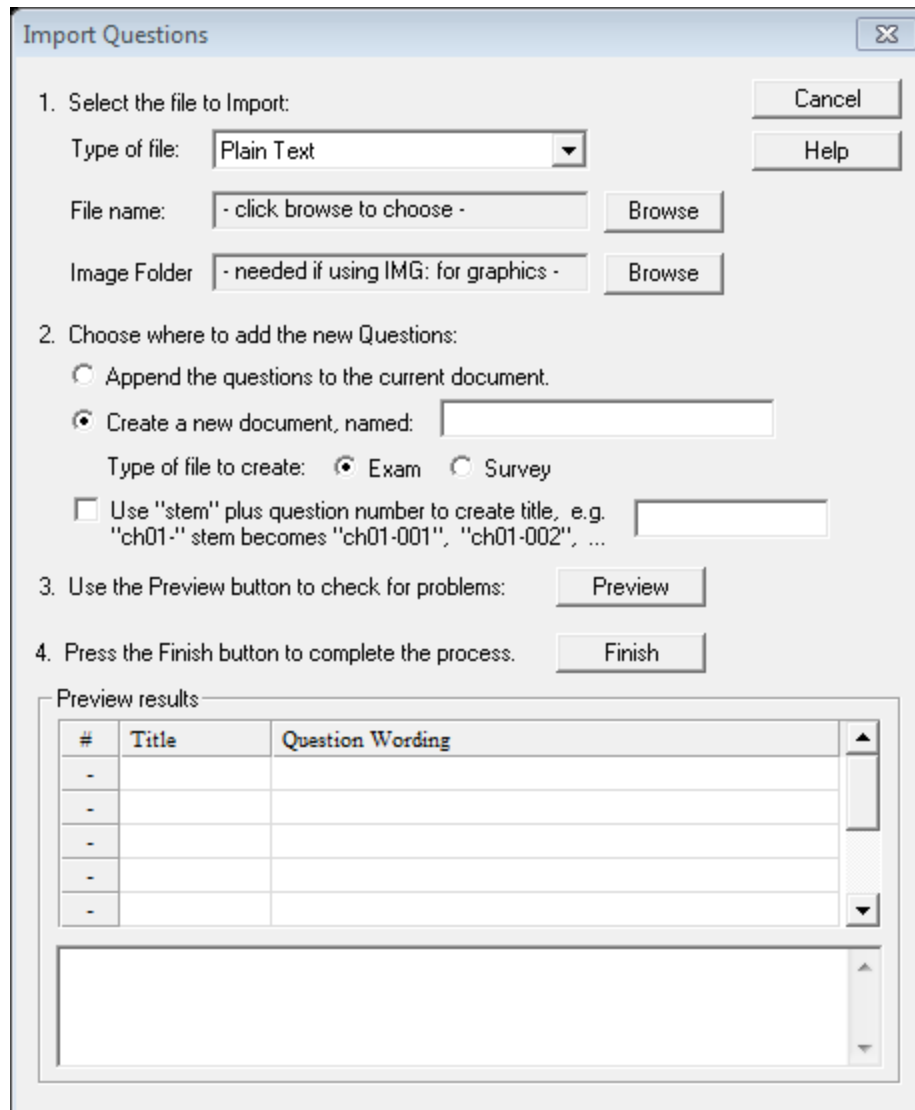 Import Questions
1. Select the file to Import:
Cancel
Type of file:
Plain Text
Help
File name:
- click browse to choose -
Browse
Image Folder
- needed if using IMG: for graphics -
Browse
2. Choose where to add the new Questions:
Append the questions to the current document.
Create a new document, named:
Type of file to create:
Exam
Survey
Use "stem" plus question number to create title, e.g.
"ch01-" stem becomes "ch01-001", "ch01-002", ...
3. Use the Preview button to check for problems:
Preview
4. Press the Finish button to complete the process.
Finish
Preview results
# Title Question Wording
-
-
-
-
-